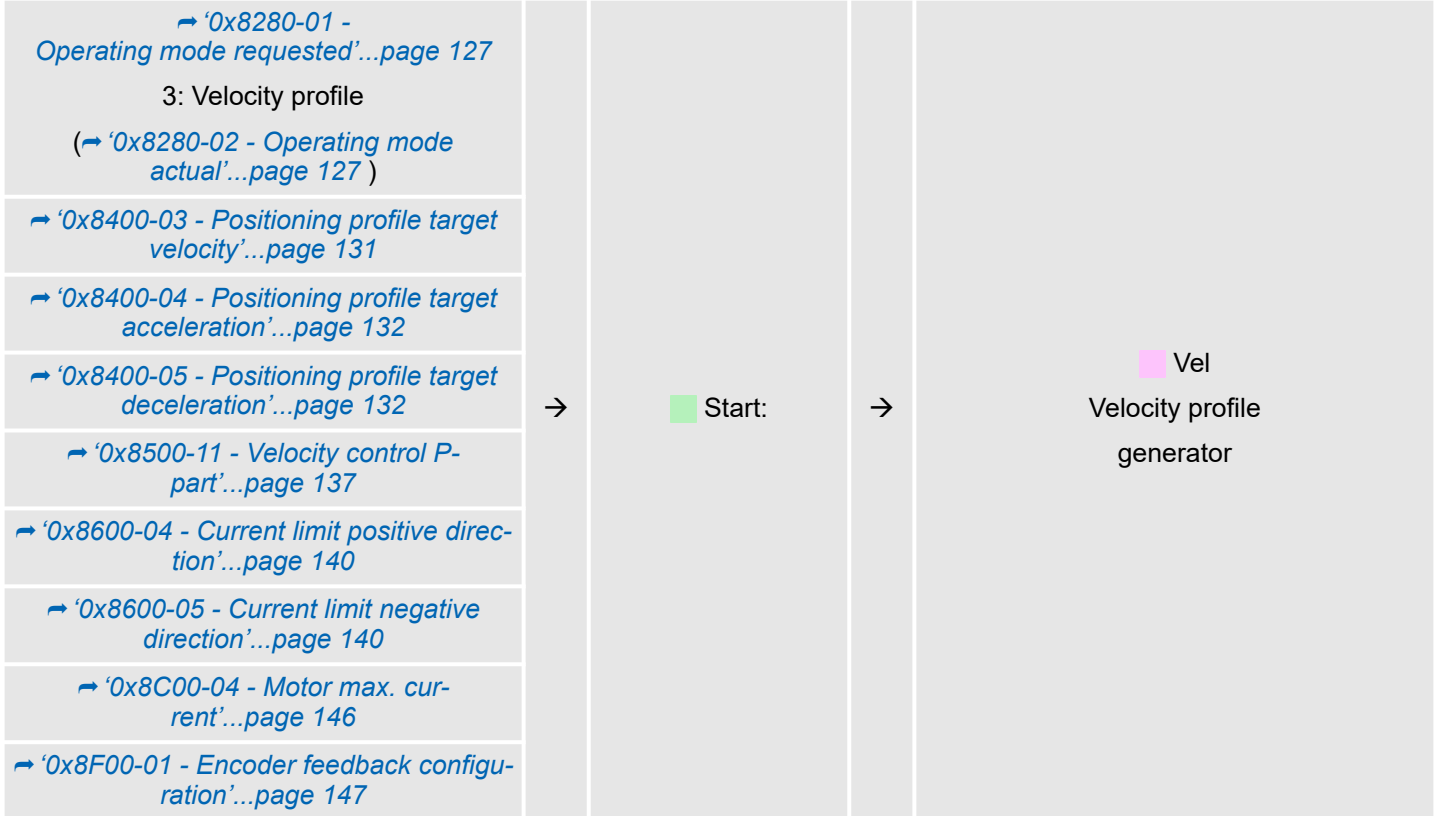 ➦ ‘0x8280-01 -
Operating mode requested’...page 127
3: Velocity profile
(➦ ‘0x8280-02 - Operating mode
actual’...page 127 )
➦ ‘0x8400-03 - Positioning profile target
velocity’...page 131
➦ ‘0x8400-04 - Positioning profile target
acceleration’...page 132
➦ ‘0x8400-05 - Positioning profile target
deceleration’...page 132
➦ ‘0x8500-11 - Velocity control P-
part’...page 137
➦ ‘0x8600-04 - Current limit positive direc-
tion’...page 140
➦ ‘0x8600-05 - Current limit negative
direction’...page 140
➦ ‘0x8C00-04 - Motor max. cur-
rent’...page 146
➦ ‘0x8F00-01 - Encoder feedback configu-
ration’...page 147
→
Start:
→
Vel
Velocity profile
generator